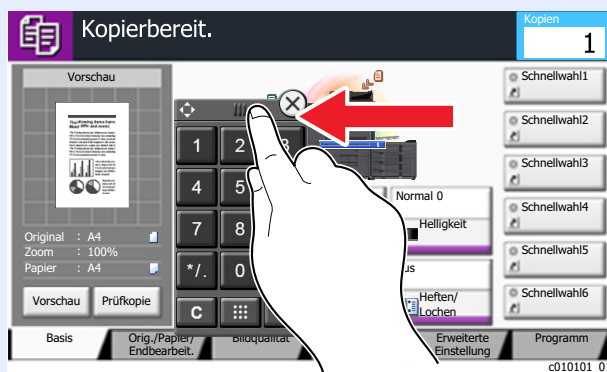 Kopierbereit.
Kopien
1
Vorschau
Original : A4
Zoom : 100%
Papier : A4
Vorschau
Prüfkopie
1
2
4
5
7
8
*/.
0
C
Normal 0
Helligkeit
Heften/
Lochen
Schnellwahl1
Schnellwahl2
Schnellwahl3
Schnellwahl4
Schnellwahl5
Schnellwahl6
Basis
Orig./Papier/
Endbearbeit.
Bildqualität
Erweiterte
Einstellung
Programm